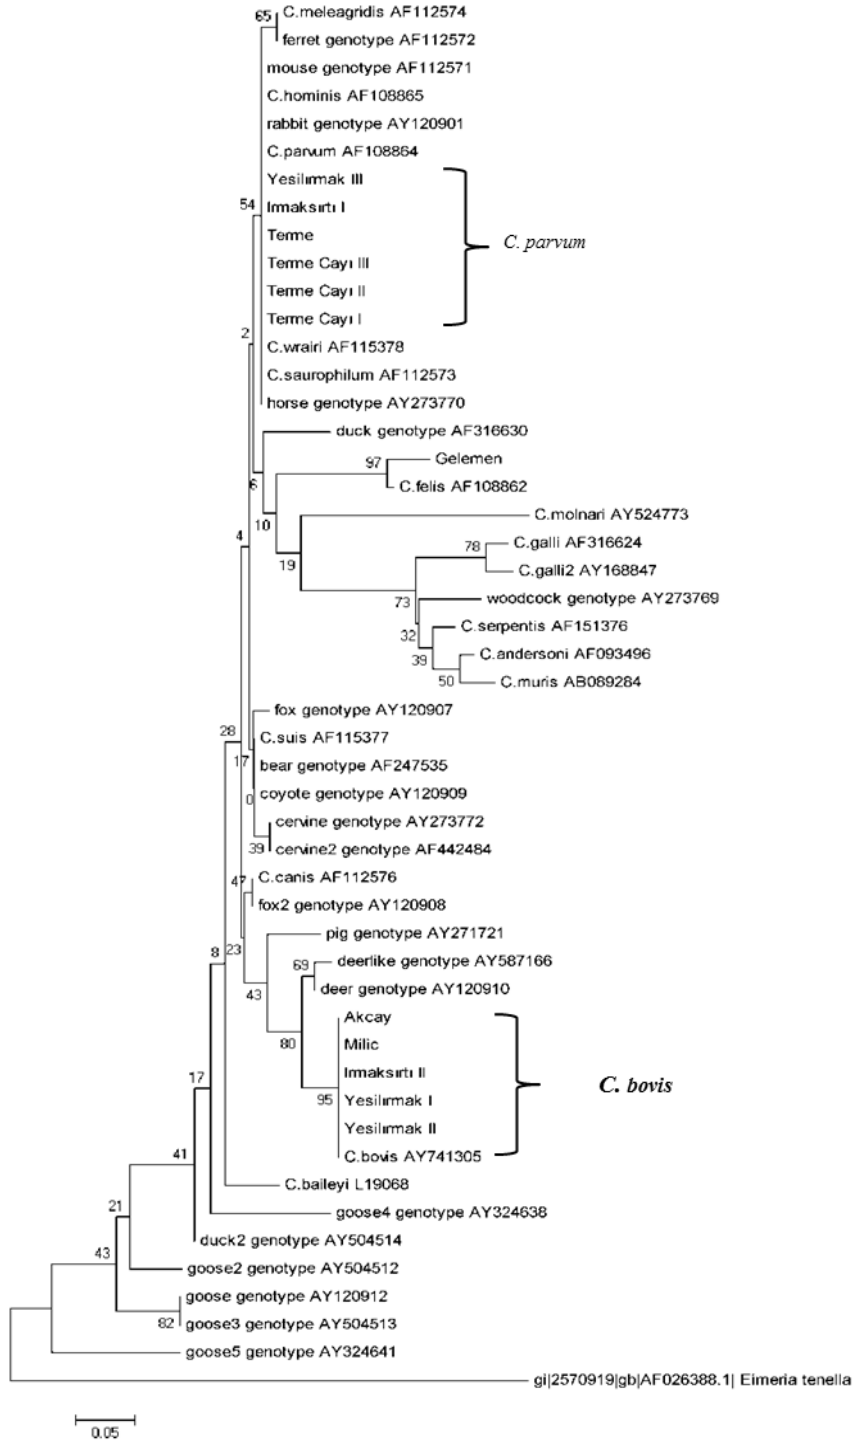 65
C.meleagridis AF112574
ferret genotype AF112572
mouse genotype AF112571
C.hominis AF108865
rabbit genotype AY120901
C.parvum AF108864
Yesilırmak III
54
Irmaksırtı I
Terme
C. parvum
Terme Cayı III
Terme Cayı II
Terme Cayı I
2
C.wrairi AF115378
C.saurophilum AF112573
horse genotype AY273770
duck genotype AF316630
97
Gelemen
6
C.felis AF108862
10
C.molnari AY524773
4
19
78
C.galli AF316624
C.galli2 AY168847
73
woodcock genotype AY273769
32
C.serpentis AF151376
39
C.andersoni AF093496
50
C.muris AB089284
fox genotype AY120907
28
C.suis AF115377
17
bear genotype AF247535
0
coyote genotype AY120909
cervine genotype AY273772
39
cervine2 genotype AF442484
47
C.canis AF112576
fox2 genotype AY120908
pig genotype AY271721
8
23
69
deerlike genotype AY587166
43
deer genotype AY120910
Akcay
80
Milic
17
Irmaksırtı II
C. bovis
95
Yesilırmak I
Yesilırmak II
41
C.bovis AY741305
C.baileyi L19068
21
goose4 genotype AY324638
duck2 genotype AY504514
43
goose2 genotype AY504512
goose genotype AY120912
82
goose3 genotype AY504513
goose5 genotype AY324641
gi|2570919|gb|AF026388.1| Eimeria tenella
0.05